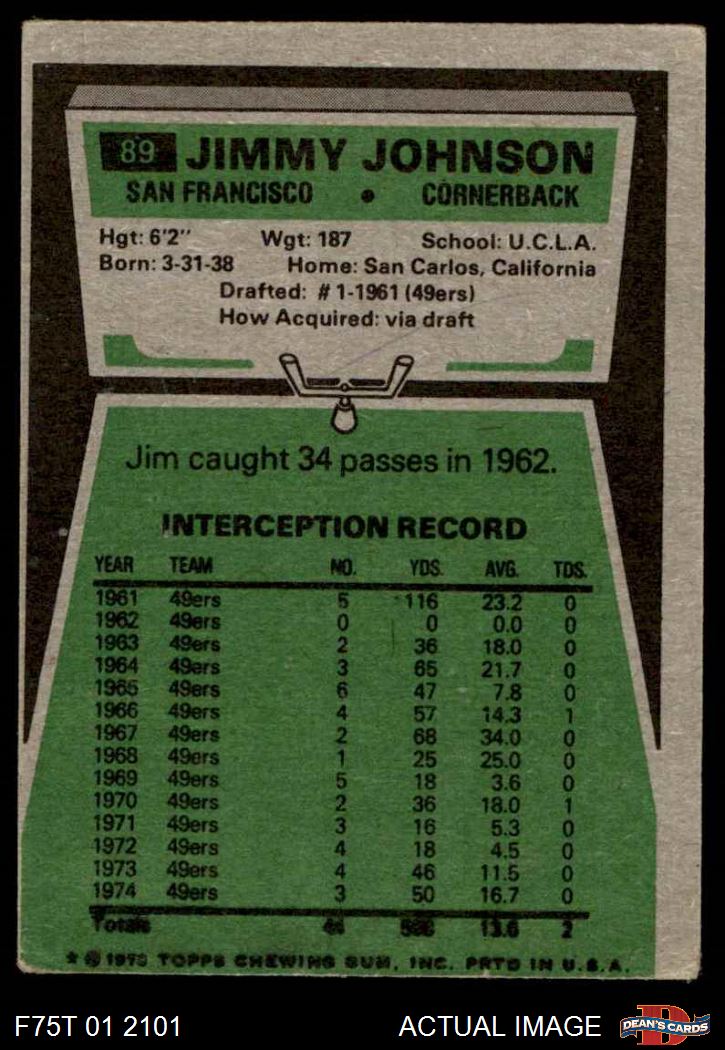 89 JIMMY JOHNSON
SAN FRANCISCO • CORNERBACK
Hgt: 6'2" Wgt: 187 School: U.C.L.A.
Born: 3-31-38 Home: San Carlos, California
Drafted: #1-1961 (49ers)
How Acquired: via draft
Jim caught 34 passes in 1962.
INTERCEPTION RECORD
YEAR TEAM NO. YDS. AVG. TDS.
1961 49ers 5 116 23.2 0
1962 49ers 0 0 0.0 0
1963 49ers 2 36 18.0 0
1964 49ers 3 65 21.7 0
1965 49ers 6 47 7.8 0
1966 49ers 4 57 14.3 1
1967 49ers 2 68 34.0 0
1968 49ers 1 25 25.0 0
1969 49ers 5 18 3.6 0
1970 49ers 2 36 18.0 1
1971 49ers 3 16 5.3 0
1972 49ers 4 18 4.5 0
1973 49ers 4 46 11.5 0
1974 49ers 3 50 16.7 0
Totals 44 13.6 2
* © 1975 TOPPS CHEWING GUM, INC. PRTD IN U.S.A.
F75T 01 2101 ACTUAL IMAGE D DEAN'S CARDS